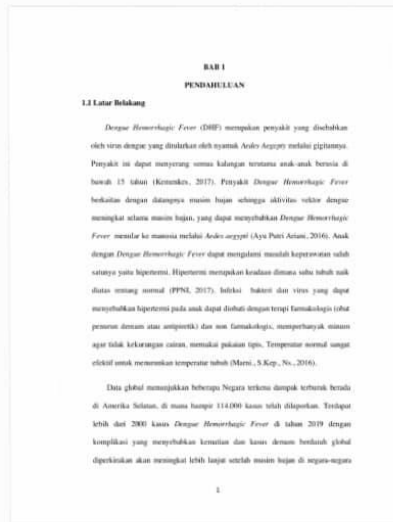 BAB 1
PENDAHULUAN
1.1 Latar Belakang
Dengue Hemorrhagic Fever (DHF) merupakan penyakit yang disebabkan
oleh virus dengue yang ditularkan oleh nyamuk Aedes Aegepty melalui gigitannya.
Penyakit ini dapat menyerang semua kalangan terutama anak-anak berusia di
bawah 15 tahun (Kemenkes, 2017). Penyakit Dengue Hemorrhagic Fever
berkaitan dengan datangnya musim hujan sehingga aktivitas vektor dengue
meningkat selama musim hujan, yang dapat menyebabkan Dengue Hemorrhagic
Fever menular ke manusia melalui Aedes aegypti (Ayu Putri Ariani, 2016). Anak
dengan Dengue Hemorrhagic Fever dapat mengalami masalah keperawatan salah
satunya yaitu hipertermi. Hipertermi merupakan keadaan dimana suhu tubuh naik
diatas rentang normal (PPNI, 2017). Infeksi bakteri dan virus yang dapat
menyebabkan hipertermi pada anak dapat diobati dengan terapi farmakologis (obat
penurun demam atau antipiretik) dan non farmakologis, memperbanyak minum
agar tidak kekurangan cairan, memakai pakaian tipis, Temperatur normal sangat
efektif untuk menurunkan temperatur tubuh (Marni., S.Kep., Ns., 2016).
Data global menunjukkan beberapa Negara terkena dampak terburuk berada
di Amerika Selatan, di mana hampir 114.000 kasus telah dilaporkan. Terdapat
lebih dari 2000 kasus Dengue Hemorrhagic Fever di tahun 2019 dengan
komplikasi yang menyebabkan kematian dan kasus demam berdarah global
diperkirakan akan meningkat lebih lanjut setelah musim hujan di negara-negara
1